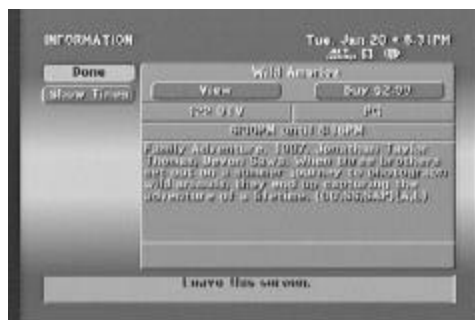 INFORMATION
Tue, Jan 20 • 6:31PM
Done
Wild America
View
Buy $2.99
Show Times
PG
Family Adventure. 1997. Jonathan Taylor
Thomas, Devon Sawa. When three brothers
set out on a summer journey to photograph
wild animals, they end up capturing the
adventure of a lifetime.
Leave this screen.